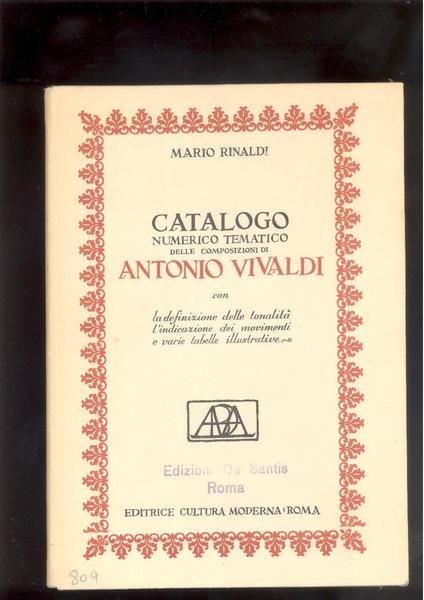 MARIO RINALDI
CATALOGO
NUMERICO TEMATICO
DELLE COMPOSIZIONI DI
ANTONIO VIVALDI
con
la definizione delle tonalità
l'indicazione dei movimenti
e varie tabelle illustrative
Edizioni De Santis
Roma
EDITRICE CULTURA MODERNA : ROMA
809